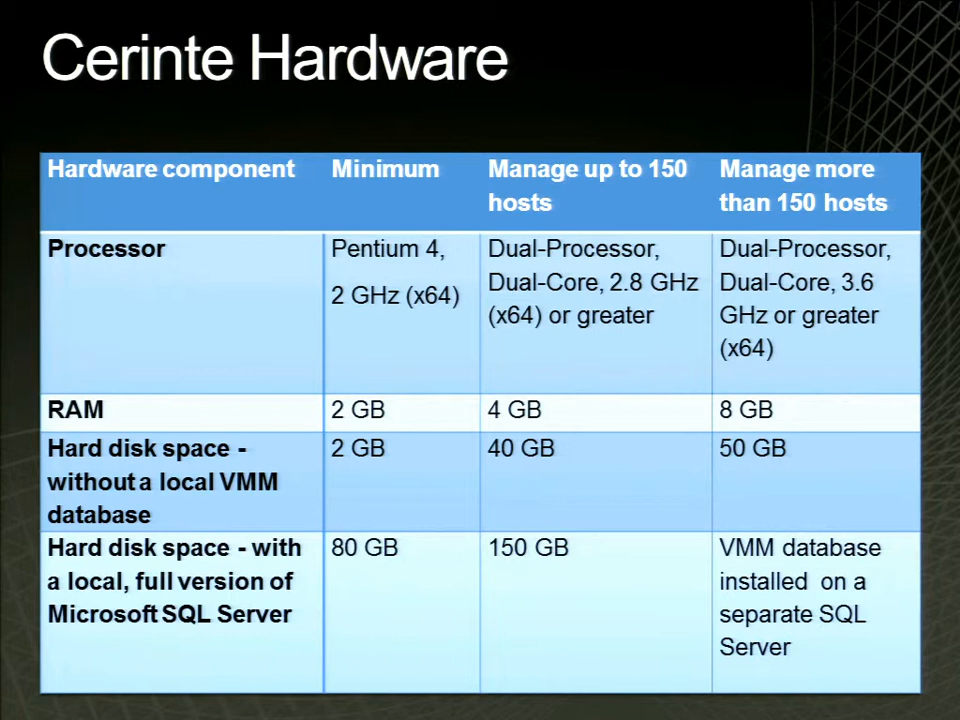 Cerinte Hardware
Hardware component
Minimum
Manage up to 150
hosts
Manage more
than 150 hosts
Processor
Pentium 4,
2 GHz (x64)
Dual-Processor,
Dual-Core, 2.8 GHz
(x64) or greater
Dual-Processor,
Dual-Core, 3.6
GHz or greater
(x64)
RAM
2 GB
4 GB
8 GB
Hard disk space -
without a local VMM
database
2 GB
40 GB
50 GB
Hard disk space - with
a local, full version of
Microsoft SQL Server
80 GB
150 GB
VMM database
installed on a
separate SQL
Server